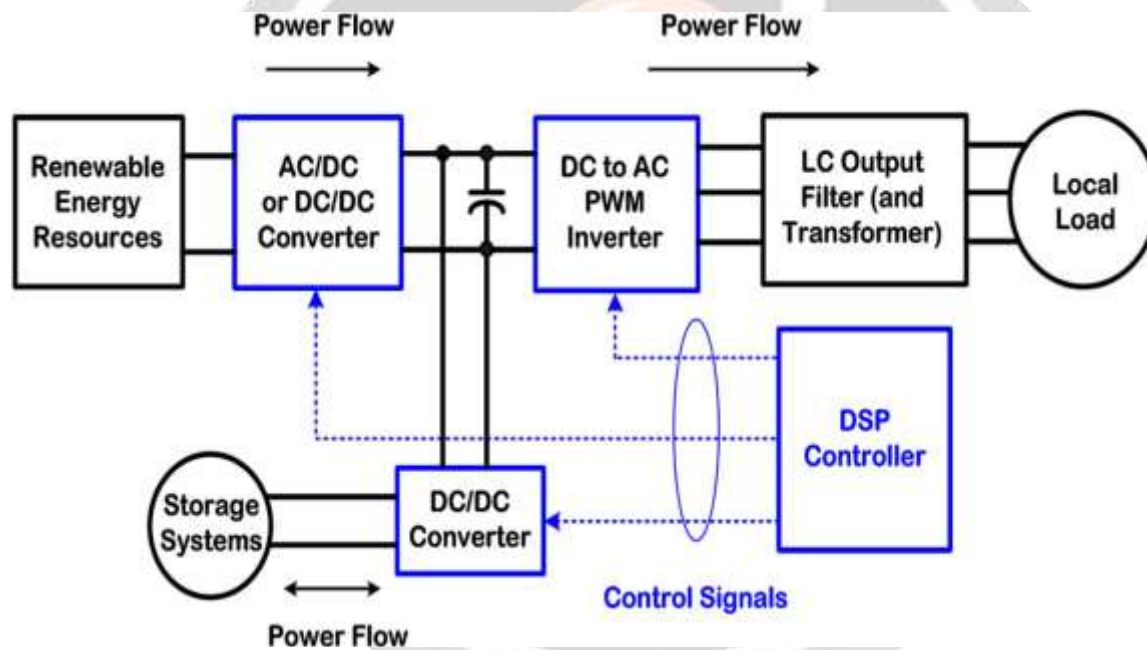 Power Flow
Power Flow
Renewable
Energy
Resources
AC/DC
or DC/DC
Converter
DC to AC
PWM
Inverter
LC Output
Filter (and
Transformer)
Local
Load
DSP
Controller
Storage
Systems
DC/DC
Converter
Control Signals
Power Flow